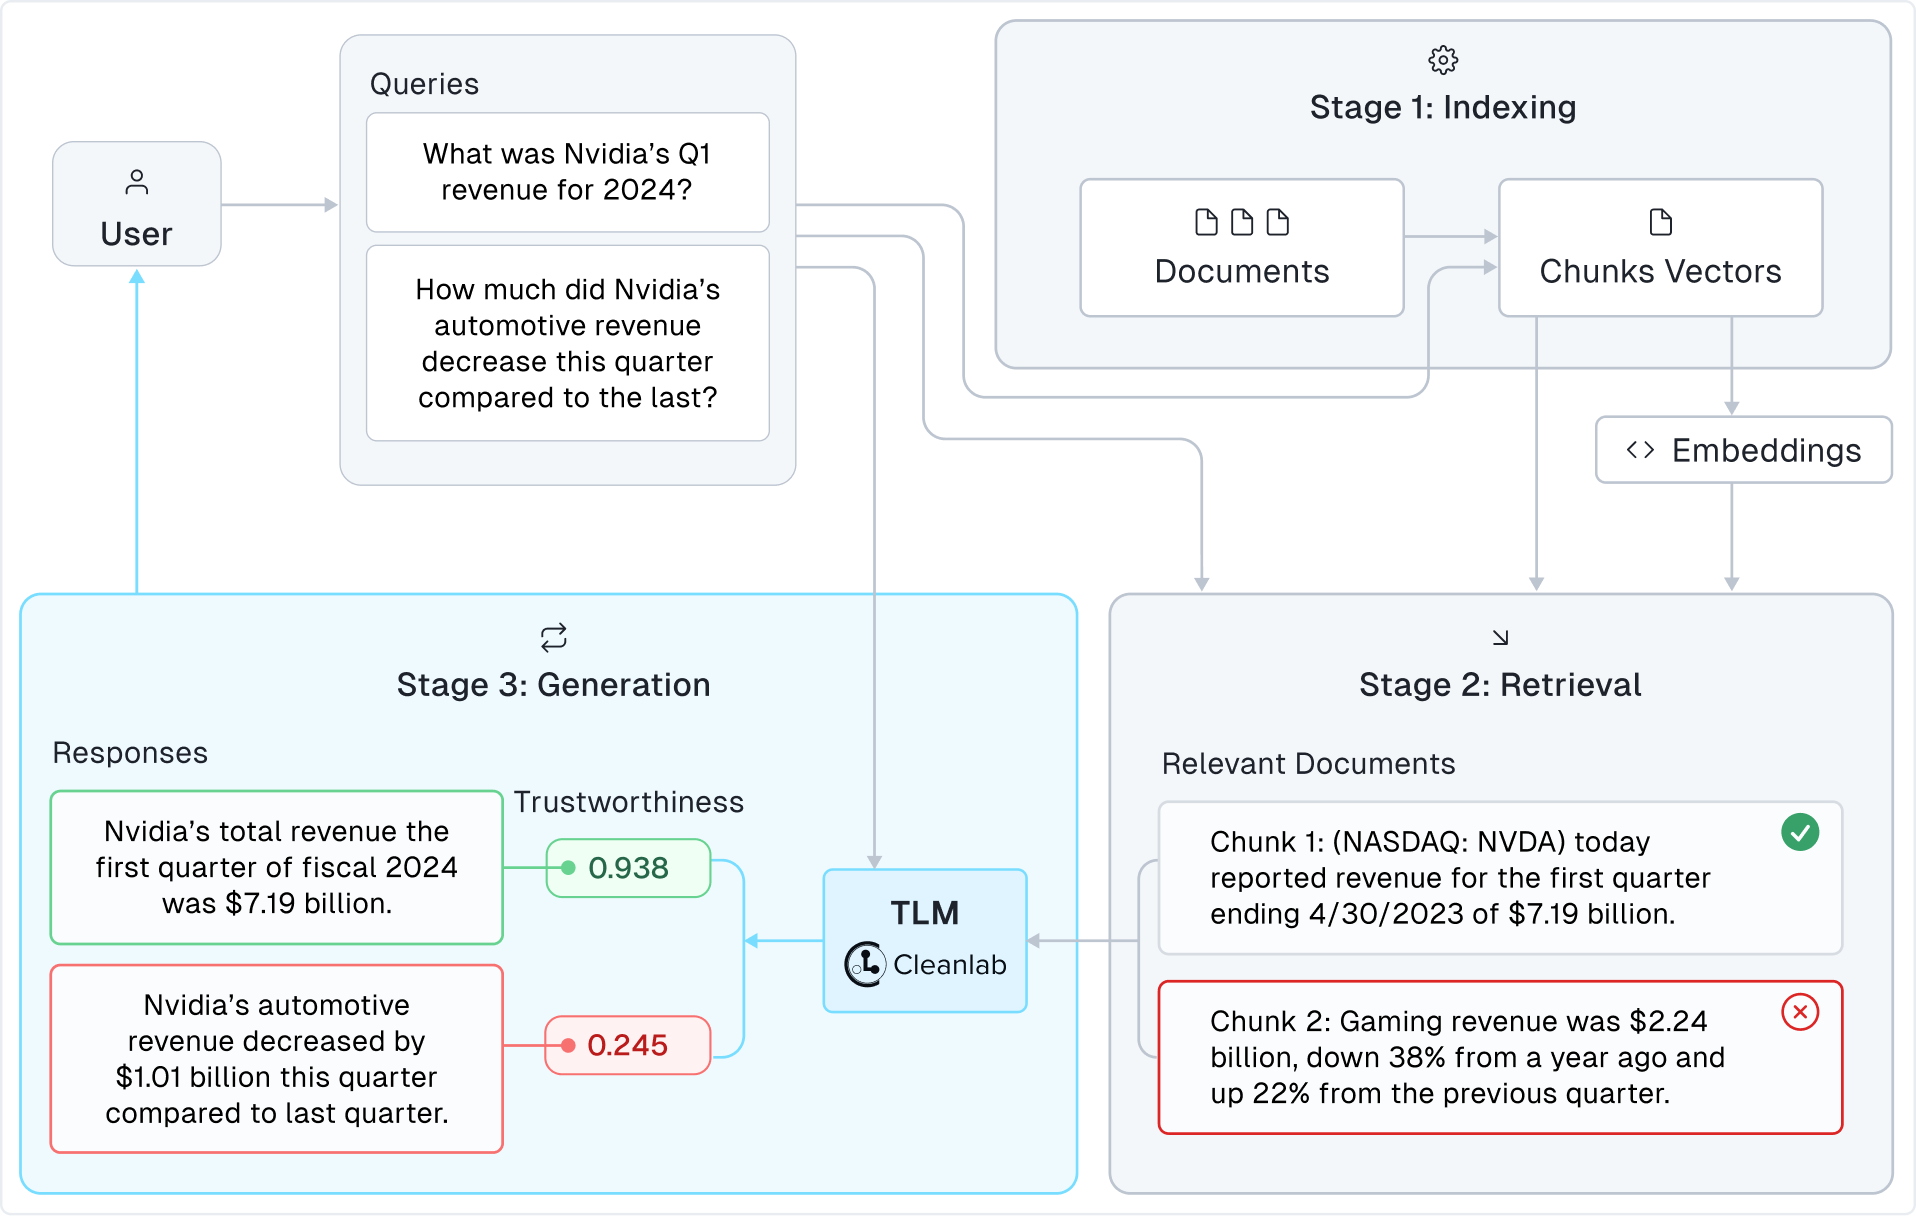 Queries
What was Nvidia’s Q1
revenue for 2024?
How much did Nvidia’s
automotive revenue
decrease this quarter
compared to the last?
User
Stage 1: Indexing
Documents
Chunks Vectors
Embeddings
Stage 3: Generation
Responses
Trustworthiness
Nvidia’s total revenue the
first quarter of fiscal 2024
was $7.19 billion.
0.938
Nvidia’s automotive
revenue decreased by
$1.01 billion this quarter
compared to last quarter.
0.245
TLM
Cleanlab
Stage 2: Retrieval
Relevant Documents
Chunk 1: (NASDAQ: NVDA) today
reported revenue for the first quarter
ending 4/30/2023 of $7.19 billion.
Chunk 2: Gaming revenue was $2.24
billion, down 38% from a year ago and
up 22% from the previous quarter.